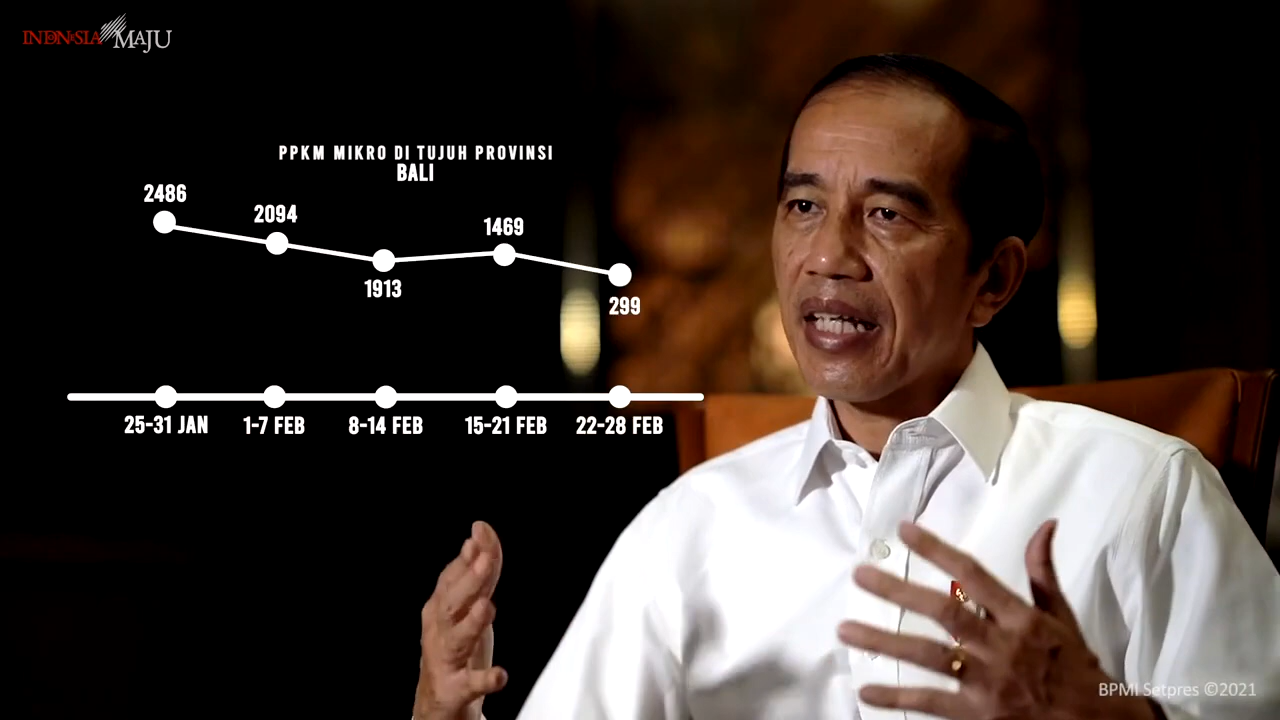 INDONESIA MAJU
PPKM MIKRO DI TUJUH PROVINSI
BALI
2486
2094
1913
1469
299
25-31 JAN
1-7 FEB
8-14 FEB
15-21 FEB
22-28 FEB
BPMI Setpres ©2021